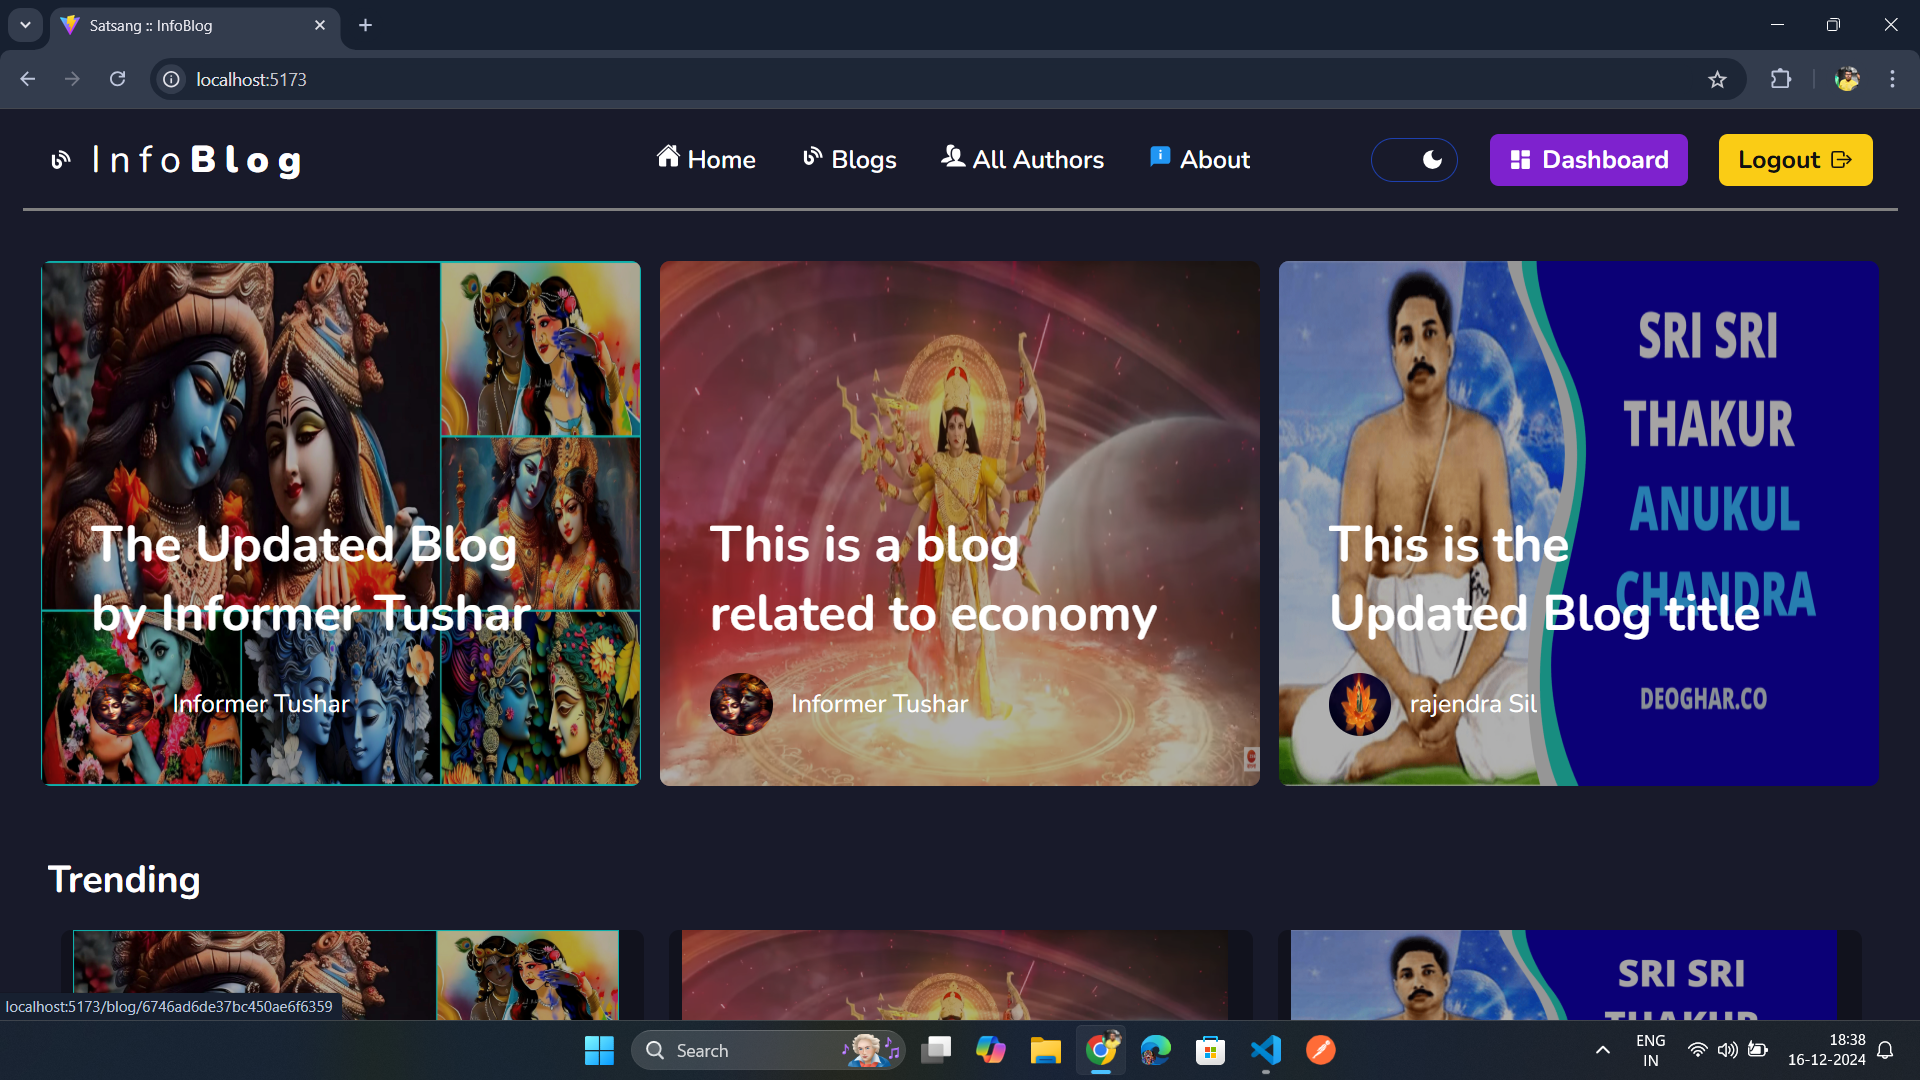 Satsang :: InfoBlog
localhost:5173
InfoBlog
Home
Blogs
All Authors
About
Dashboard
Logout
The Updated Blog
by Informer Tushar
Informer Tushar
This is a blog
related to economy
Informer Tushar
SRI SRI
THAKUR
ANUKUL
CHANDRA
DEOGHAR.CO
This is the
Updated Blog title
rajendra Sil
Trending
SRI SRI
THAKUR
localhost:5173/blog/6746ad6de37bc450ae6f6359
Search
ENG
IN
18:38
16-12-2024